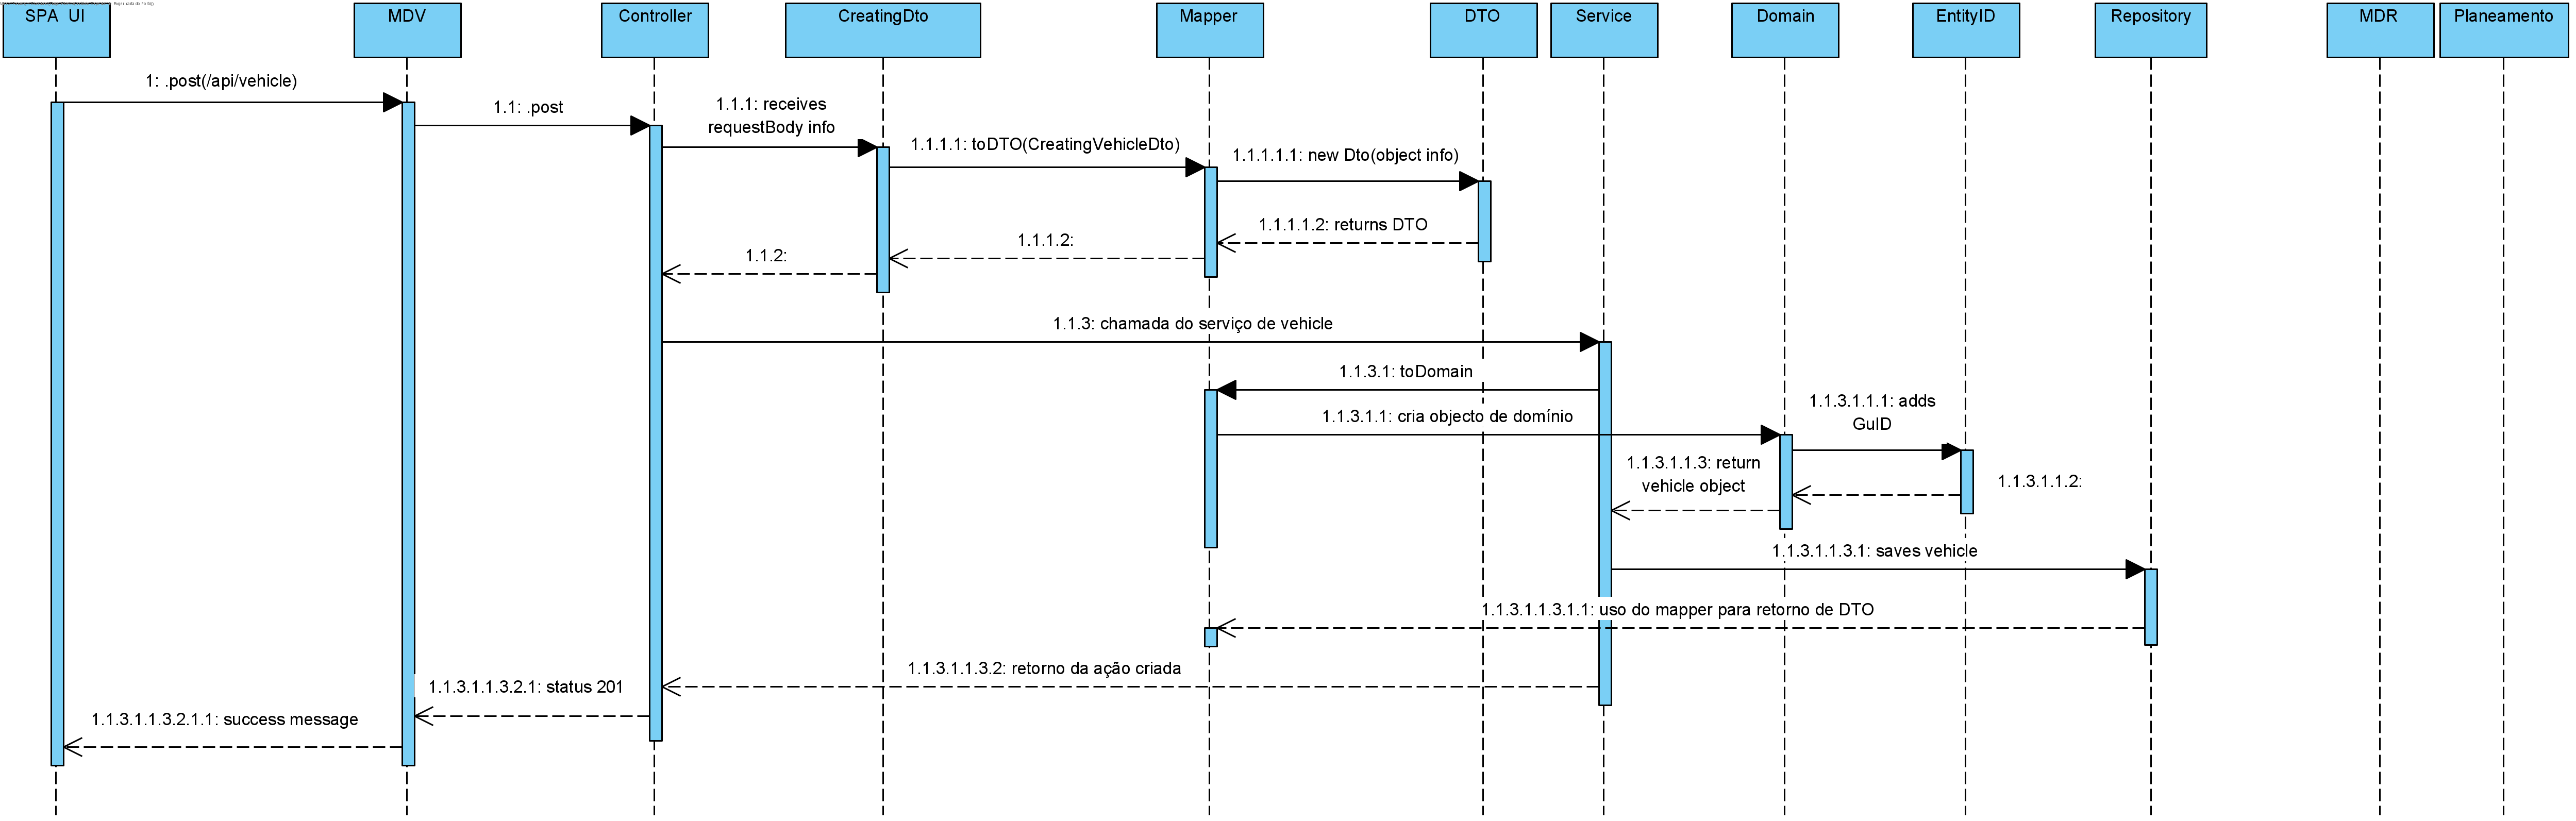 SPA UI
MDV
Controller
CreatingDto
Mapper
DTO
Service
Domain
EntityID
Repository
MDR
Planeamento
1: .post(/api/vehicle)
1.1: .post
1.1.1: receives
requestBody info
1.1.1.1: toDTO(CreatingVehicleDto)
1.1.1.1.1: new Dto(object info)
1.1.1.1.2: returns DTO
1.1.1.2:
1.1.2:
1.1.3: chamada do serviço de vehicle
1.1.3.1: toDomain
1.1.3.1.1: cria objecto de domínio
1.1.3.1.1.1: adds
GuID
1.1.3.1.1.2:
1.1.3.1.1.3: return
vehicle object
1.1.3.1.1.3.1: saves vehicle
1.1.3.1.1.3.1.1: uso do mapper para retorno de DTO
1.1.3.1.1.3.2: retorno da ação criada
1.1.3.1.1.3.2.1: status 201
1.1.3.1.1.3.2.1.1: success message